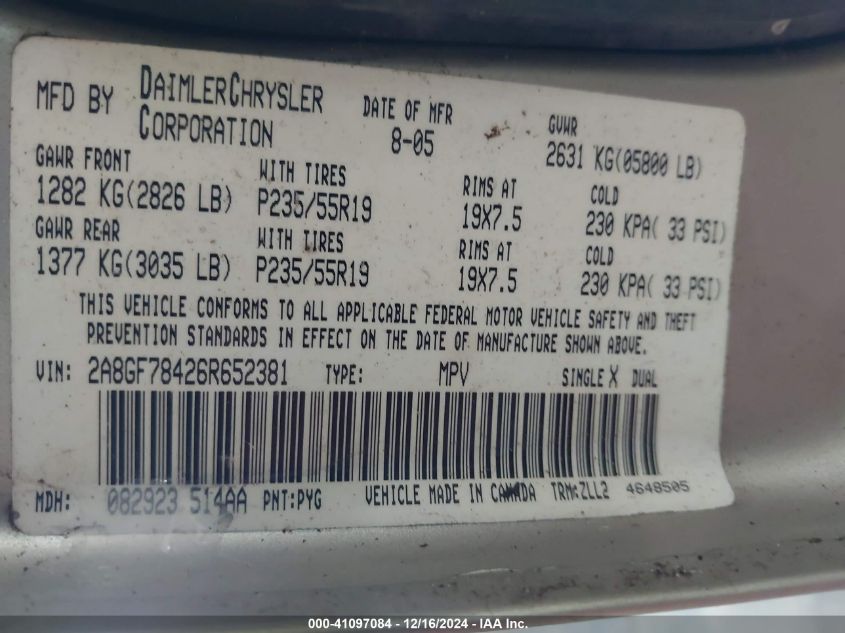 MFD BY DAIMLERCHRYSLER CORPORATION DATE OF MFR 8-05 GVWR 2631 KG(05800 LB)
GAWR FRONT WITH TIRES RIMS AT COLD
1282 KG(2826 LB) P235/55R19 19X7.5 230 KPA( 33 PSI)
GAWR REAR WITH TIRES RIMS AT COLD
1377 KG(3035 LB) P235/55R19 19X7.5 230 KPA( 33 PSI)
THIS VEHICLE CONFORMS TO ALL APPLICABLE FEDERAL MOTOR VEHICLE SAFETY AND THEFT
PREVENTION STANDARDS IN EFFECT ON THE DATE OF MANUFACTURE SHOWN ABOVE.
VIN: 2A8GF78426R652381 TYPE: MPV SINGLE X DUAL
MDH: 082923 514AA PNT:PYG VEHICLE MADE IN CANADA TRM:ZLL2 4648505
000-41097084 - 12/16/2024 - IAA Inc.